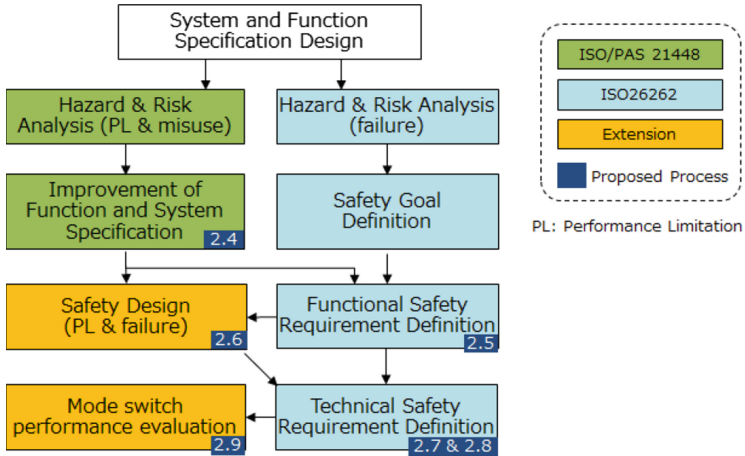 System and Function
Specification Design
Hazard & Risk
Analysis (PL & misuse)
Hazard & Risk Analysis
(failure)
Improvement of
Function and System
Specification
2.4
Safety Goal
Definition
Safety Design
(PL & failure)
2.6
Functional Safety
Requirement Definition
2.5
Mode switch
performance evaluation
2.9
Technical Safety
Requirement Definition
2.7 & 2.8
ISO/PAS 21448
ISO26262
Extension
Proposed Process
PL: Performance Limitation